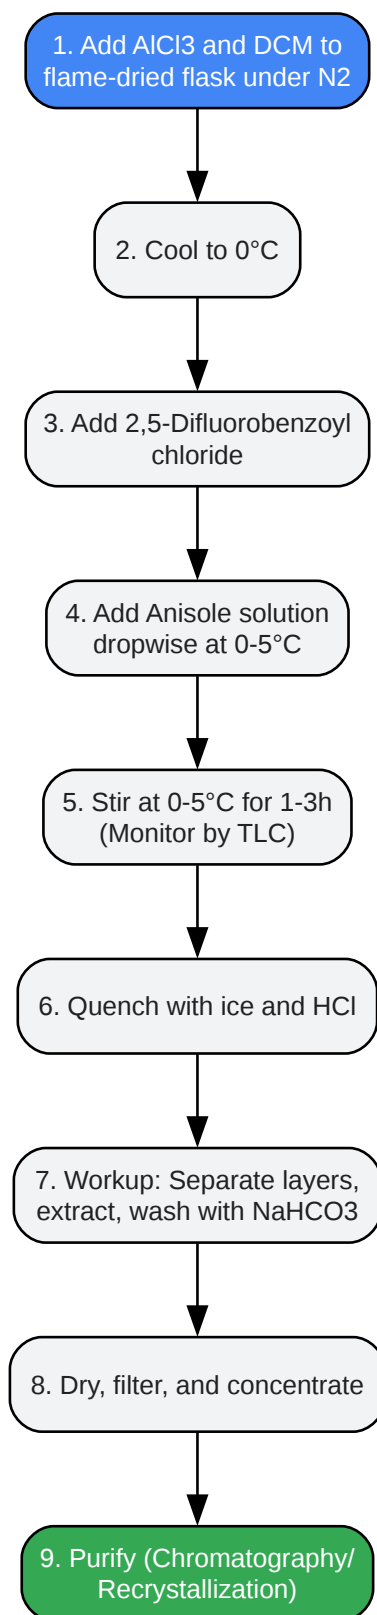 1. Add AlCl3 and DCM to
flame-dried flask under N2
2. Cool to 0°C
3. Add 2,5-Difluorobenzoyl
chloride
4. Add Anisole solution
dropwise at 0-5°C
5. Stir at 0-5°C for 1-3h
(Monitor by TLC)
6. Quench with ice and HCl
7. Workup: Separate layers,
extract, wash with NaHCO3
8. Dry, filter, and concentrate
9. Purify (Chromatography/
Recrystallization)